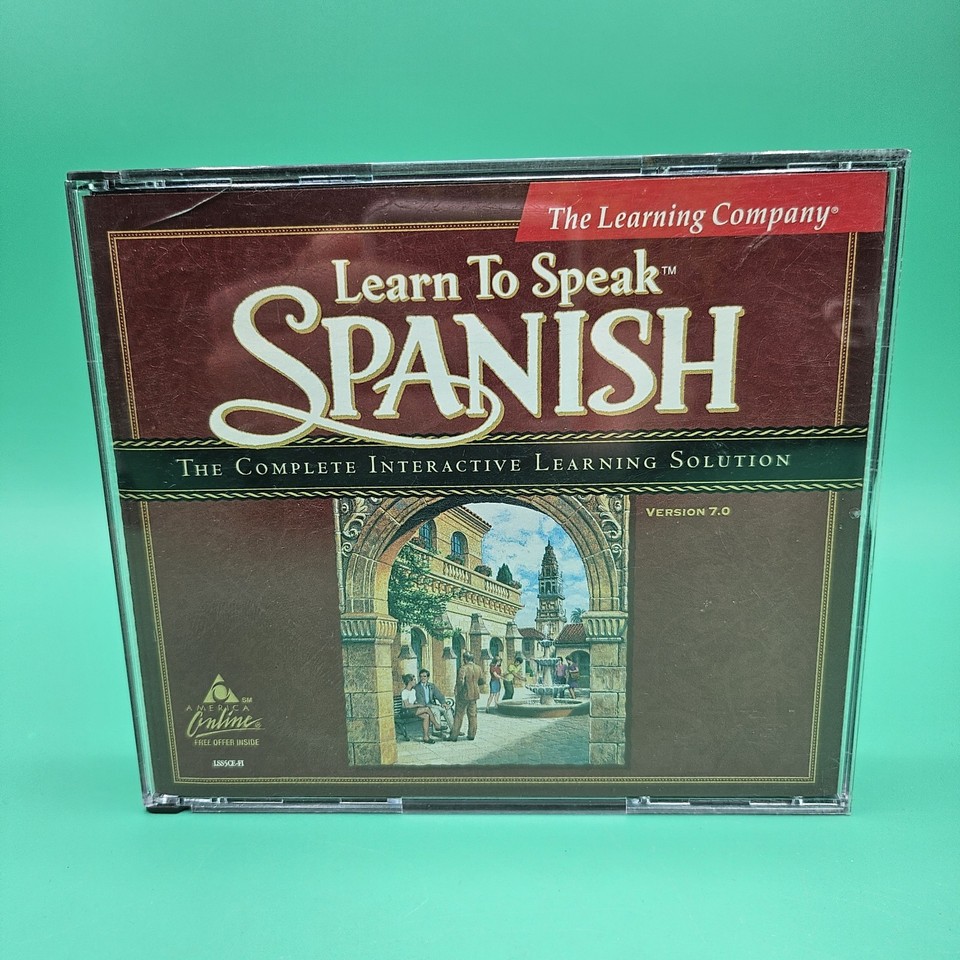 The Learning Company®
Learn To Speak™
SPANISH
THE COMPLETE INTERACTIVE LEARNING SOLUTION
VERSION 7.0
SM
AMERICA
Online®
FREE OFFER INSIDE